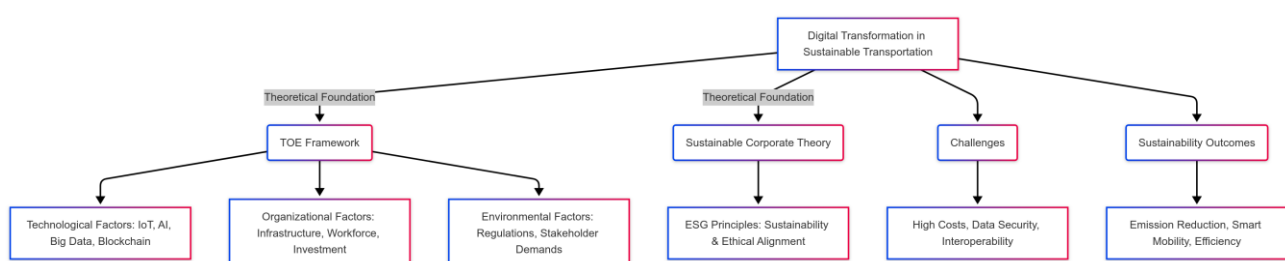 Digital Transformation in
Sustainable Transportation
Theoretical Foundation
Theoretical Foundation
TOE Framework
Sustainable Corporate Theory
Challenges
Sustainability Outcomes
Technological Factors: IoT, AI,
Big Data, Blockchain
Organizational Factors:
Infrastructure, Workforce,
Investment
Environmental Factors:
Regulations, Stakeholder
Demands
ESG Principles: Sustainability
& Ethical Alignment
High Costs, Data Security,
Interoperability
Emission Reduction, Smart
Mobility, Efficiency